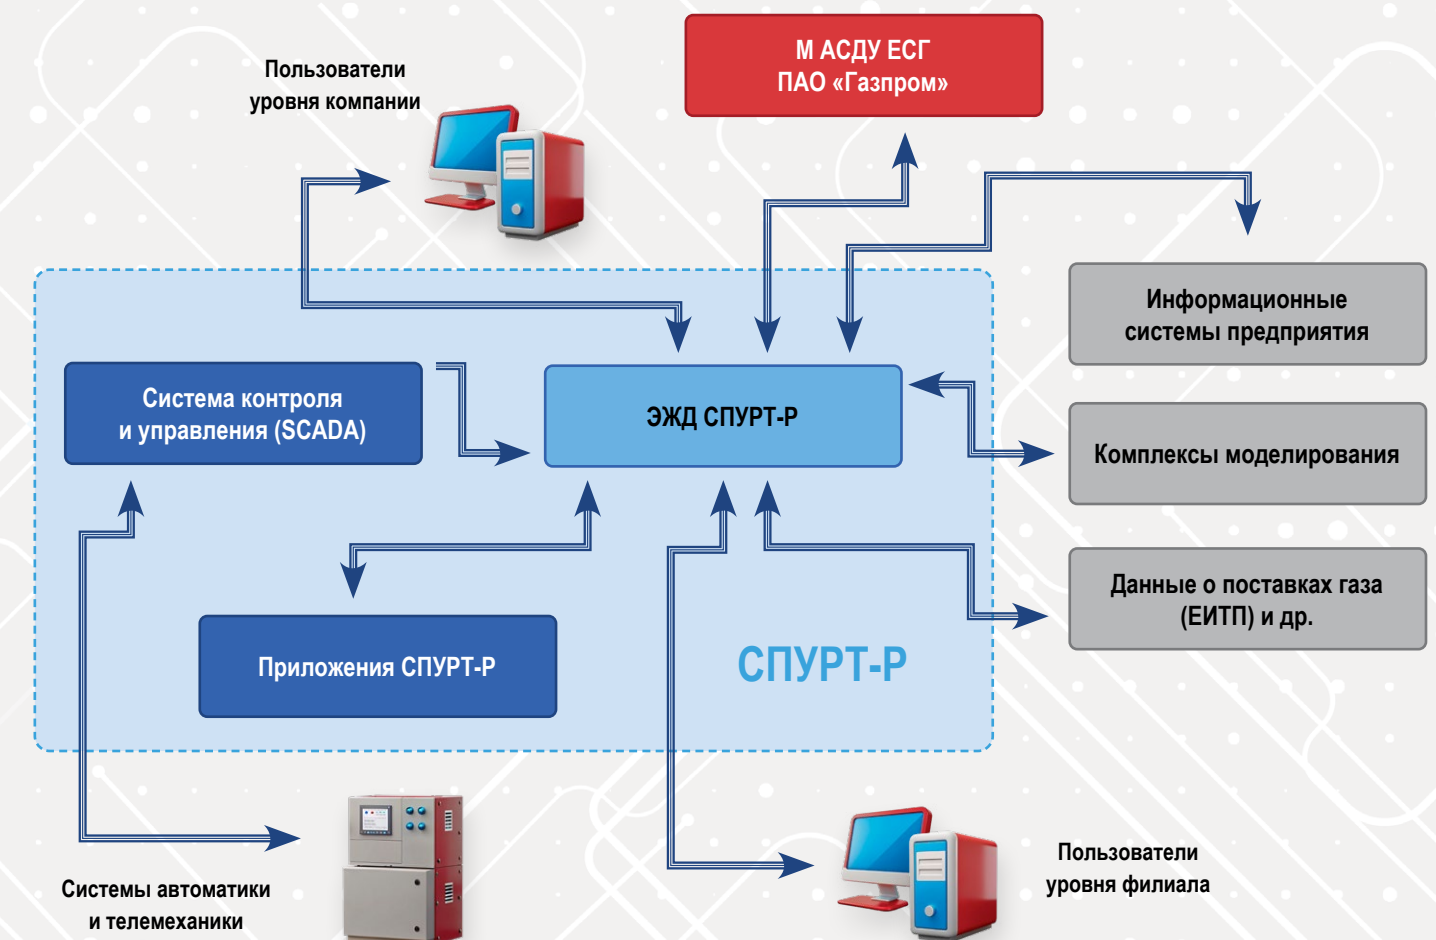 М АСДУ ЕСГ
ПАО «Газпром»
Пользователи
уровня компании
Информационные
системы предприятия
Система контроля
и управления (SCADA)
ЭЖД СПУРТ-Р
Комплексы моделирования
Данные о поставках газа
(ЕИТП) и др.
Приложения СПУРТ-Р
СПУРТ-Р
Пользователи
уровня филиала
Системы автоматики
и телемеханики